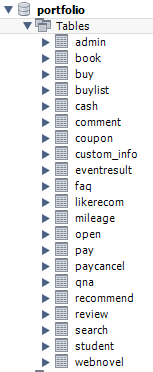 portfolio
Tables
admin
book
buy
buylist
cash
comment
coupon
custom_info
eventresult
faq
likerecom
mileage
open
pay
paycancel
qna
recommend
review
search
student
webnovel